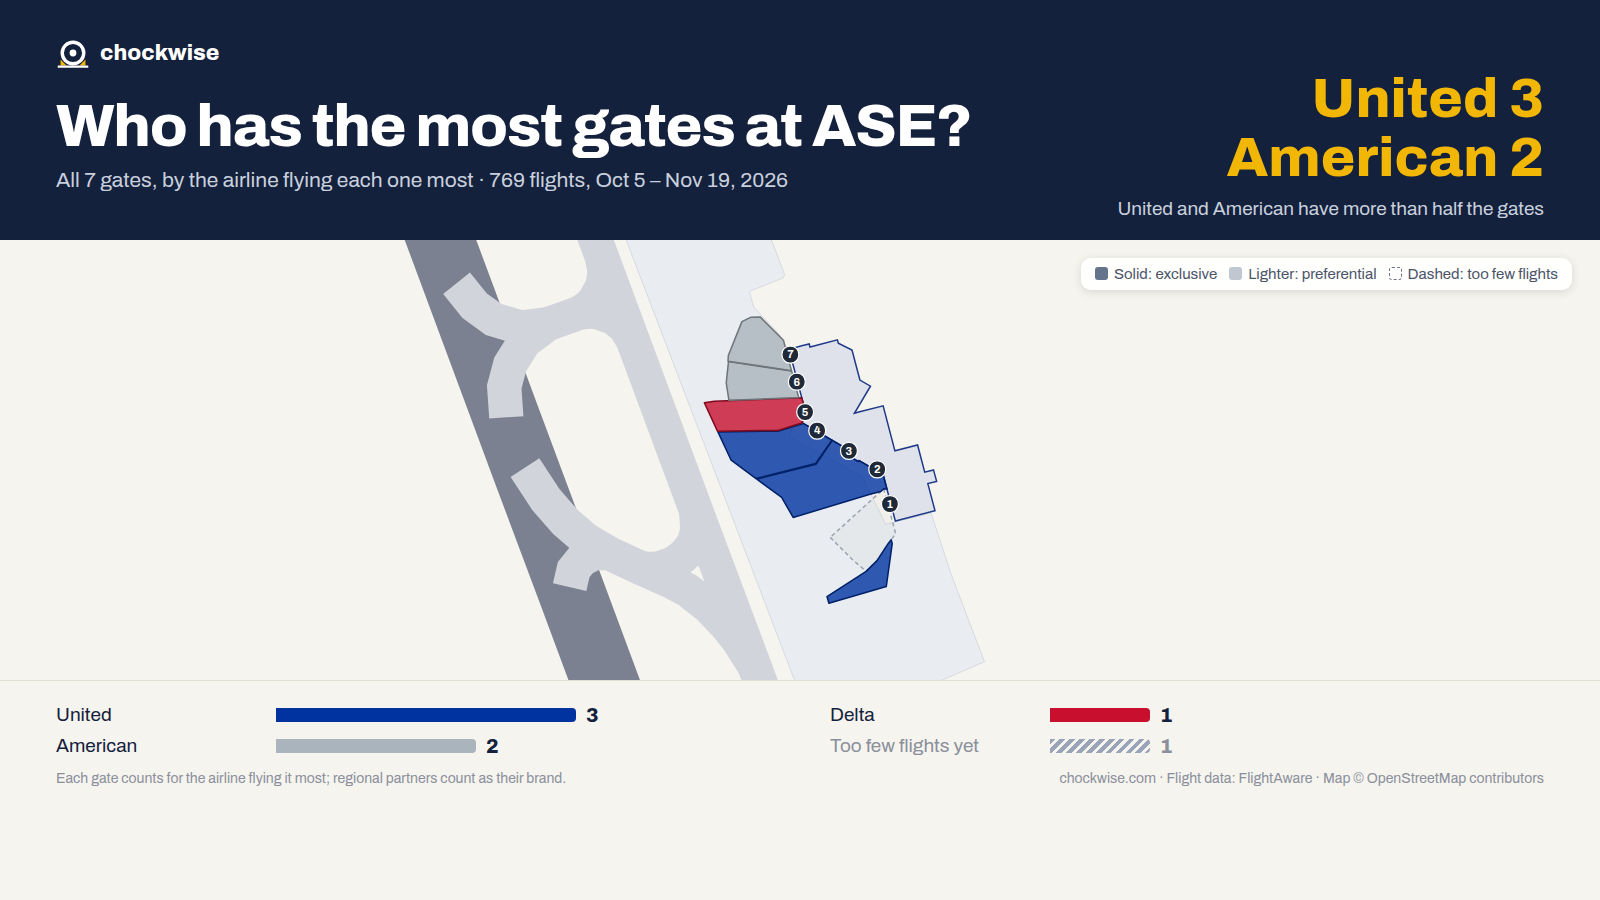 chockwise
Who has the most gates at ASE?
All 7 gates, by the airline flying each one most · 769 flights, Oct 5 – Nov 19, 2026
United 3
American 2
United and American have more than half the gates
Solid: exclusive Lighter: preferential Dashed: too few flights
7
6
5
4
3
2
1
United 3
American 2
Delta 1
Too few flights yet 1
Each gate counts for the airline flying it most; regional partners count as their brand.
chockwise.com · Flight data: FlightAware · Map © OpenStreetMap contributors